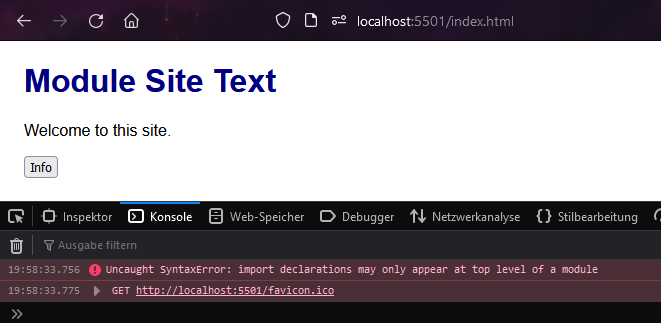 localhost:5501/index.html
Module Site Text
Welcome to this site.
Info
Inspektor Konsole Web-Speicher Debugger Netzwerkanalyse Stilbearbeitung
Ausgabe filtern
19:58:33.756 Uncaught SyntaxError: import declarations may only appear at top level of a module
19:58:33.775 GET http://localhost:5501/favicon.ico